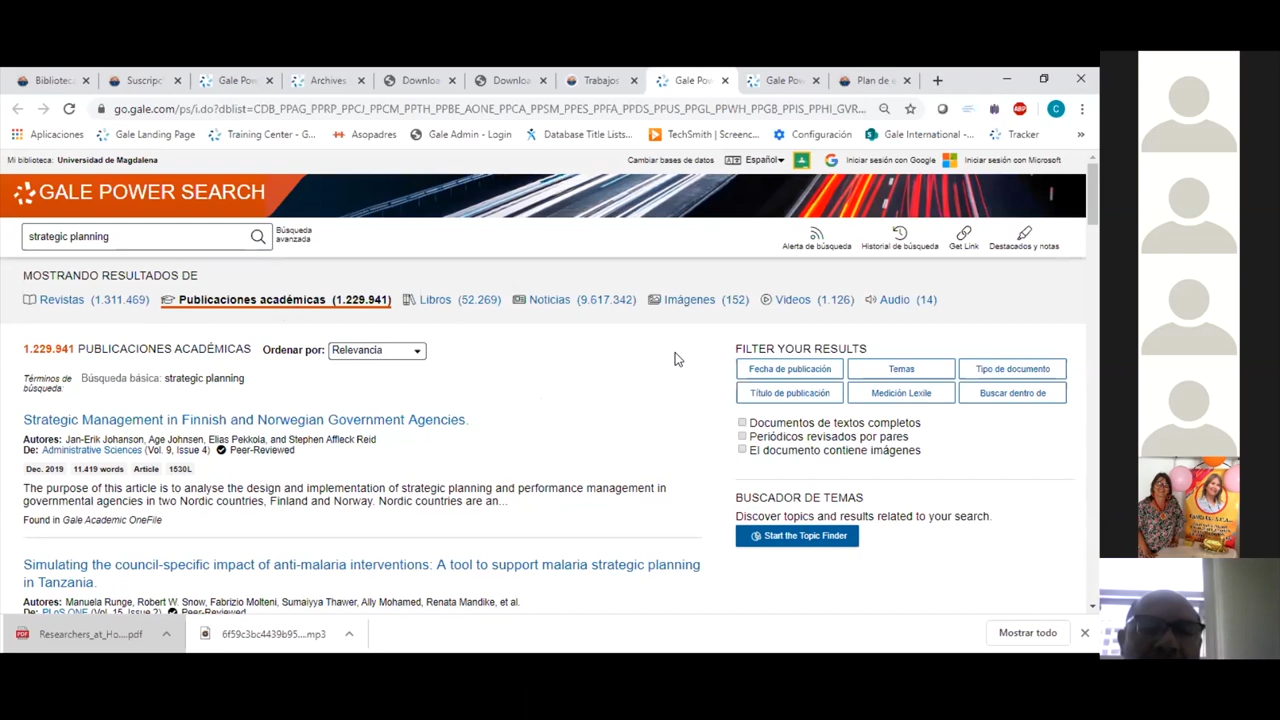 Bibliotec
Suscripc
Gale Pow
Archives
Downloa
Downloa
Trabajos
Gale Pow
Gale Pow
Plan de e
go.gale.com/ps/i.do?dblist=CDB_PPAG_PPRP_PPCJ_PPCM_PPTH_PPBE_AONE_PPCA_PPSM_PPES_PPFA_PPDS_PPUS_PPGL_PPWH_PPGB_PPIS_PPHI_GVR...
C
Aplicaciones
Gale Landing Page
Training Center - G...
Asopadres
Gale Admin - Login
Database Title Lists...
TechSmith | Screenc...
Configuración
Gale International -...
Tracker
»
Mi biblioteca: Universidad de Magdalena
Cambiar bases de datos
Español
Iniciar sesión con Google
Iniciar sesión con Microsoft
GALE POWER SEARCH
strategic planning
Búsqueda
avanzada
Alerta de búsqueda
Historial de búsqueda
Get Link
Destacados y notas
MOSTRANDO RESULTADOS DE
Revistas (1.311.469)
Publicaciones académicas (1.229.941)
Libros (52.269)
Noticias (9.617.342)
Imágenes (152)
Videos (1.126)
Audio (14)
1.229.941 PUBLICACIONES ACADÉMICAS
Ordenar por: Relevancia
Términos de
búsqueda:
Búsqueda básica: strategic planning
Strategic Management in Finnish and Norwegian Government Agencies.
Autores: Jan-Erik Johanson, Age Johnsen, Elias Pekkola, and Stephen Affleck Reid
De: Administrative Sciences (Vol. 9, Issue 4) Peer-Reviewed
Dec. 2019 11.419 words Article 1530L
The purpose of this article is to analyse the design and implementation of strategic planning and performance management in
governmental agencies in two Nordic countries, Finland and Norway. Nordic countries are an...
Found in Gale Academic OneFile
Simulating the council-specific impact of anti-malaria interventions: A tool to support malaria strategic planning
in Tanzania.
Autores: Manuela Runge, Robert W. Snow, Fabrizio Molteni, Sumaiyya Thawer, Ally Mohamed, Renata Mandike, et al.
De: PLoS ONE (Vol. 15, Issue 2) Peer-Reviewed
FILTER YOUR RESULTS
Fecha de publicación
Temas
Tipo de documento
Título de publicación
Medición Lexile
Buscar dentro de
Documentos de textos completos
Periódicos revisados por pares
El documento contiene imágenes
BUSCADOR DE TEMAS
Discover topics and results related to your search.
Start the Topic Finder
Researchers_at_Ho....pdf
6f59c3bc4439b95....mp3
Mostrar todo